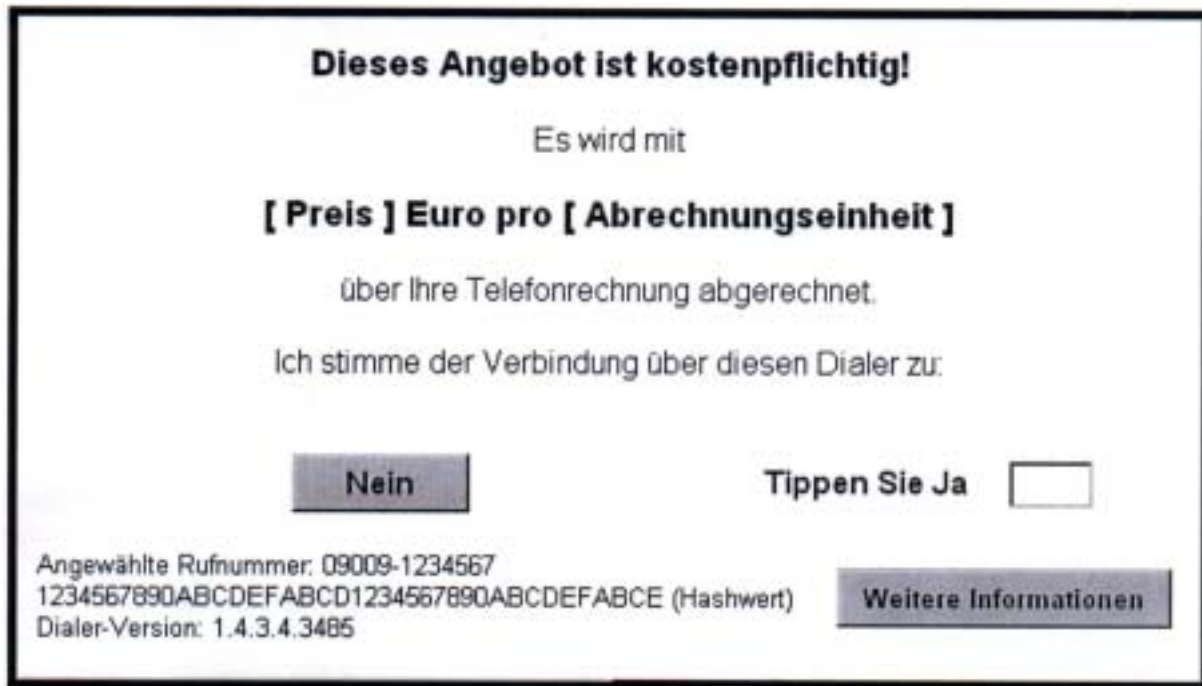 Dieses Angebot ist kostenpflichtig!
Es wird mit
[ Preis ] Euro pro [ Abrechnungseinheit ]
über Ihre Telefonrechnung abgerechnet.
Ich stimme der Verbindung über diesen Dialer zu:
Nein
Tippen Sie Ja
Angewählte Rufnummer: 09009-1234567
1234567890ABCDEFABCD1234567890ABCDEFABCE (Hashwert)
Dialer-Version: 1.4.3.4.3485
Weitere Informationen